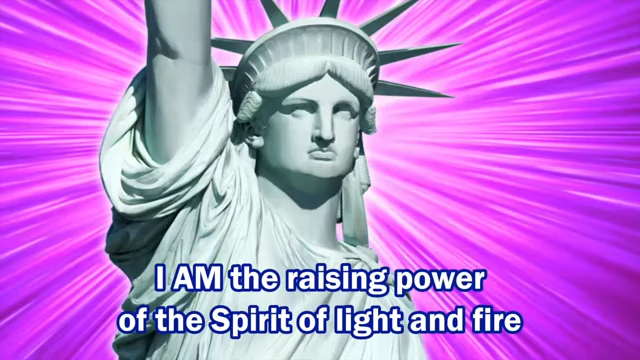 I AM the raising power
of the Spirit of light and fire